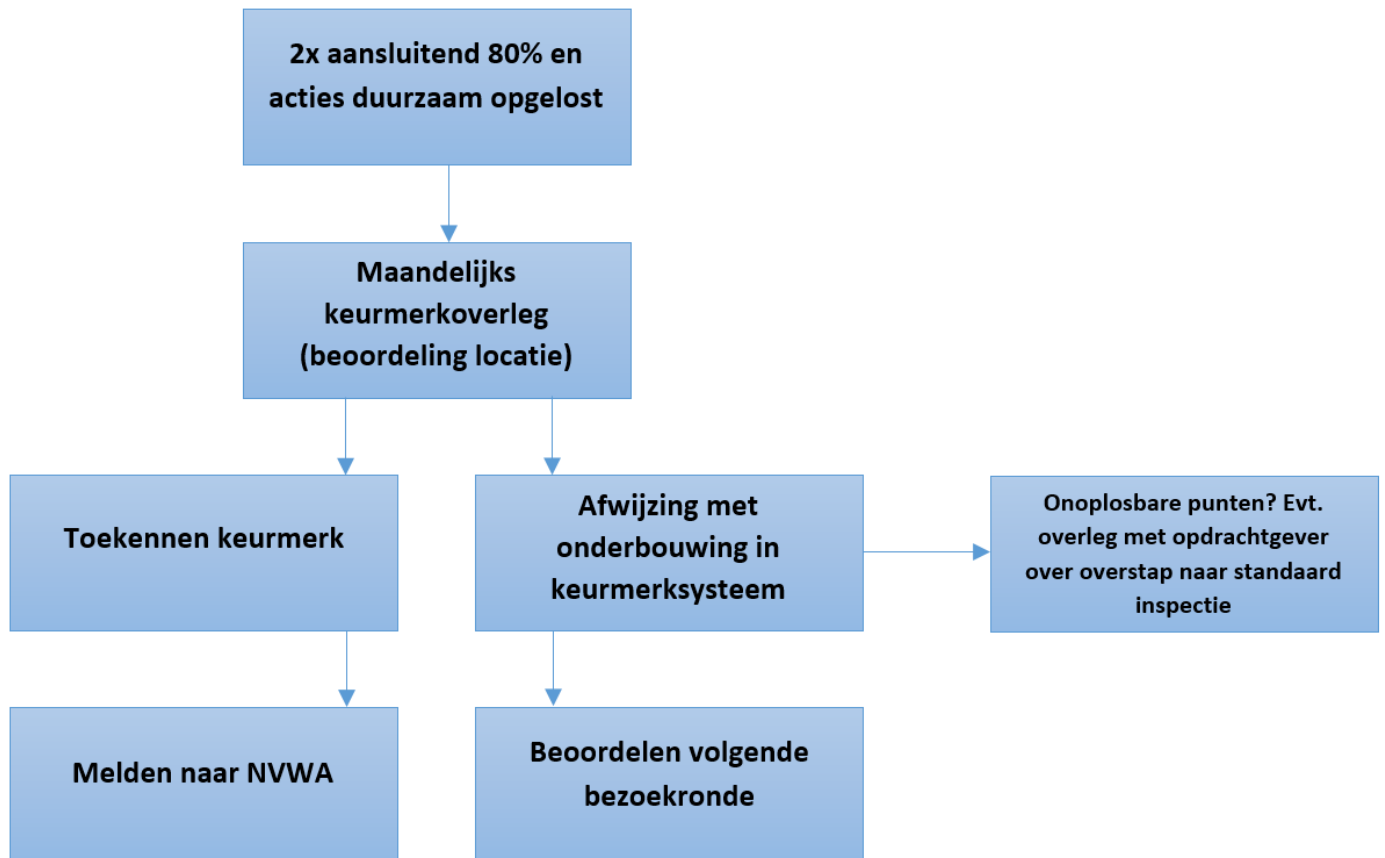 2x aansluitend 80% en
acties duurzaam opgelost
Maandelijks
keurmerkoverleg
(beoordeling locatie)
Toekennen keurmerk
Afwijzing met
onderbouwing in
keurmerksysteem
Onoplosbare punten? Evt.
overleg met opdrachtgever
over overstap naar standaard
inspectie
Melden naar NVWA
Beoordelen volgende
bezoekronde